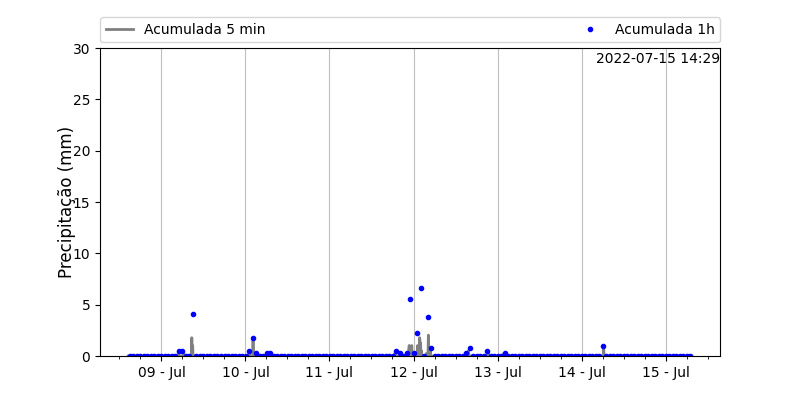 Acumulada 5 min
Acumulada 1h
2022-07-15 14:29
Precipitação (mm)
30
25
20
15
10
5
0
09 - Jul
10 - Jul
11 - Jul
12 - Jul
13 - Jul
14 - Jul
15 - Jul